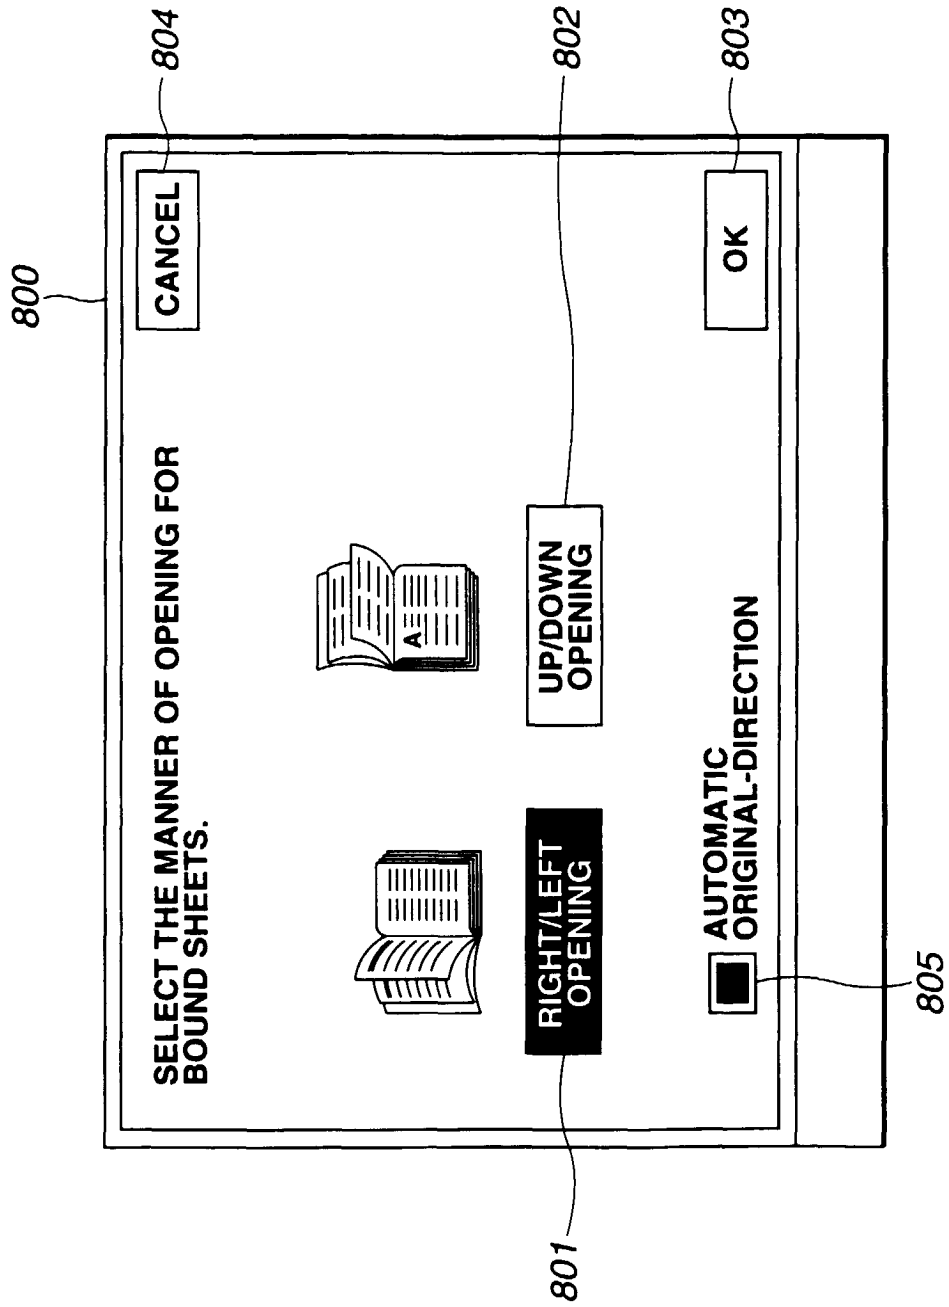 800
804
SELECT THE MANNER OF OPENING FOR
BOUND SHEETS.
CANCEL
A
RIGHT/LEFT
OPENING
UP/DOWN
OPENING
801
802
AUTOMATIC
ORIGINAL-DIRECTION
OK
805
803